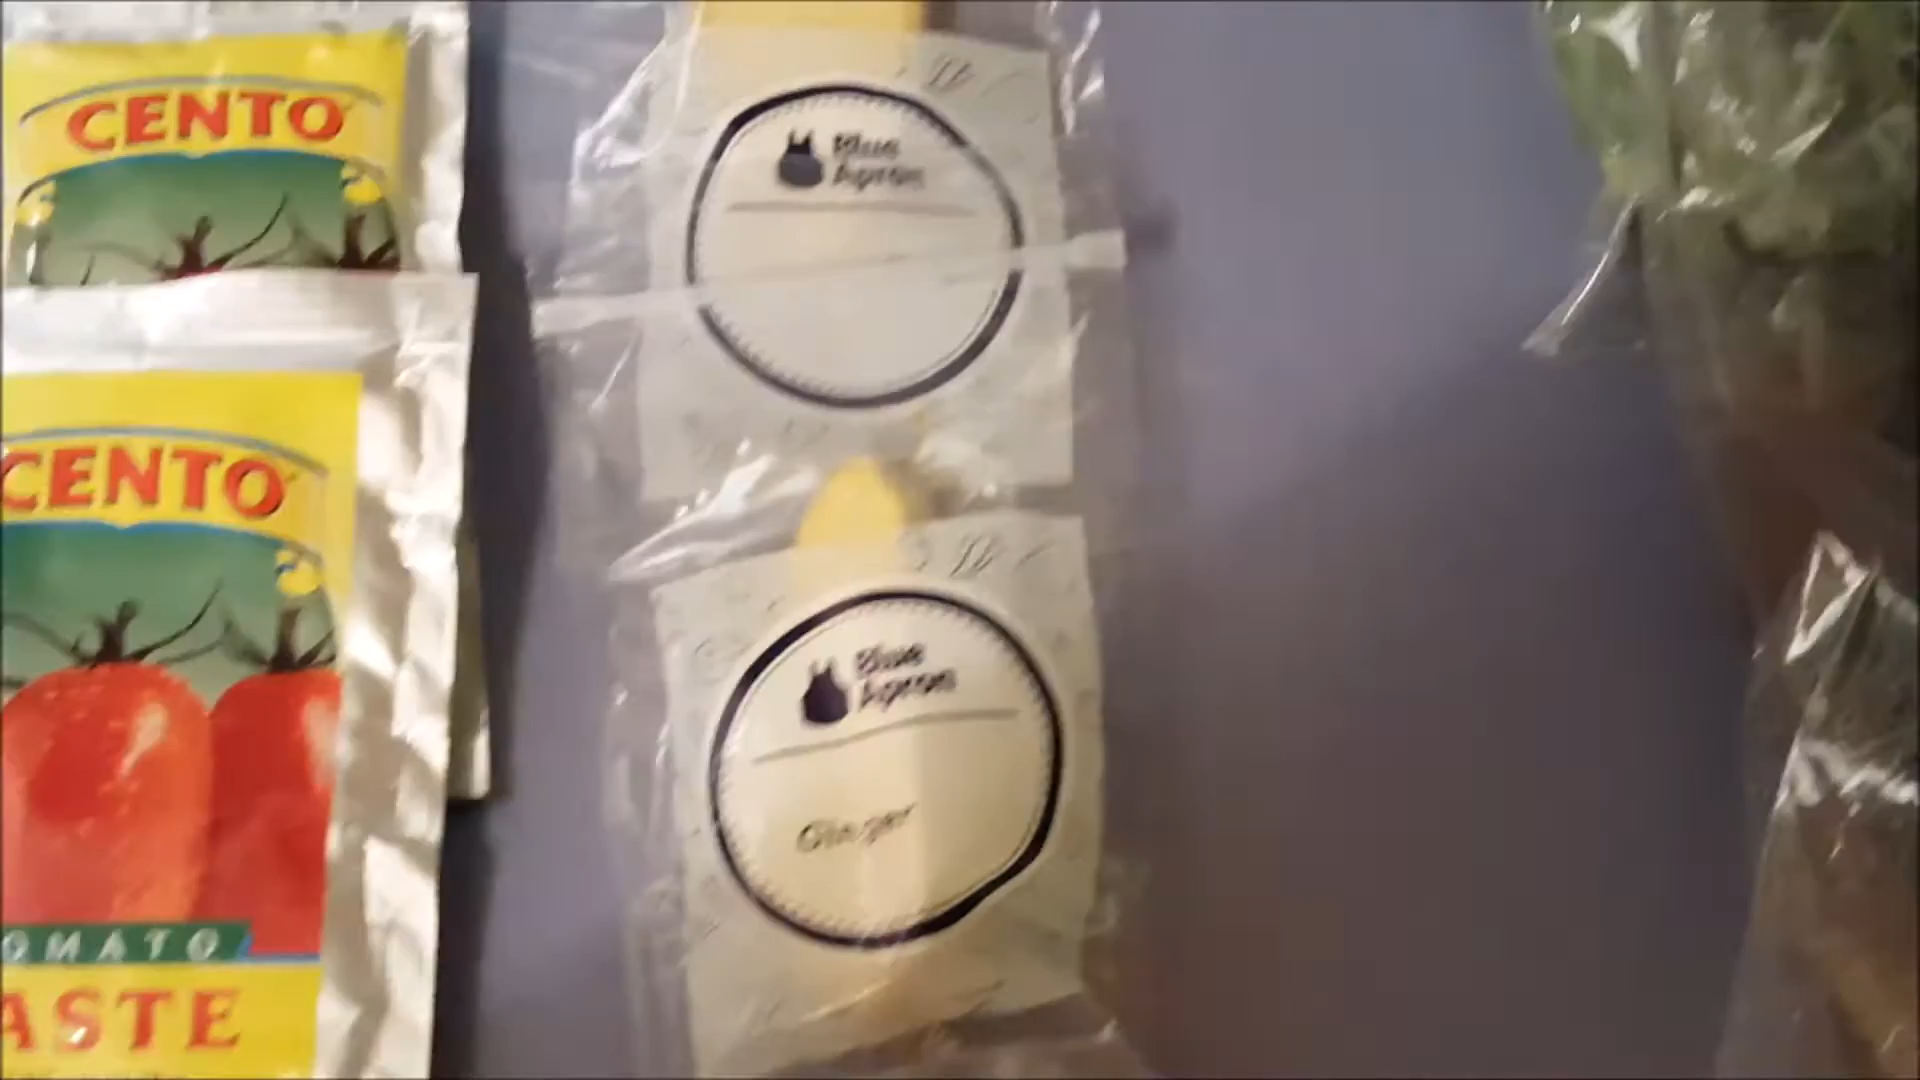 CENTO
CENTO
OMATO
ASTE
Blue
Apron
Blue
Apron
Ginger